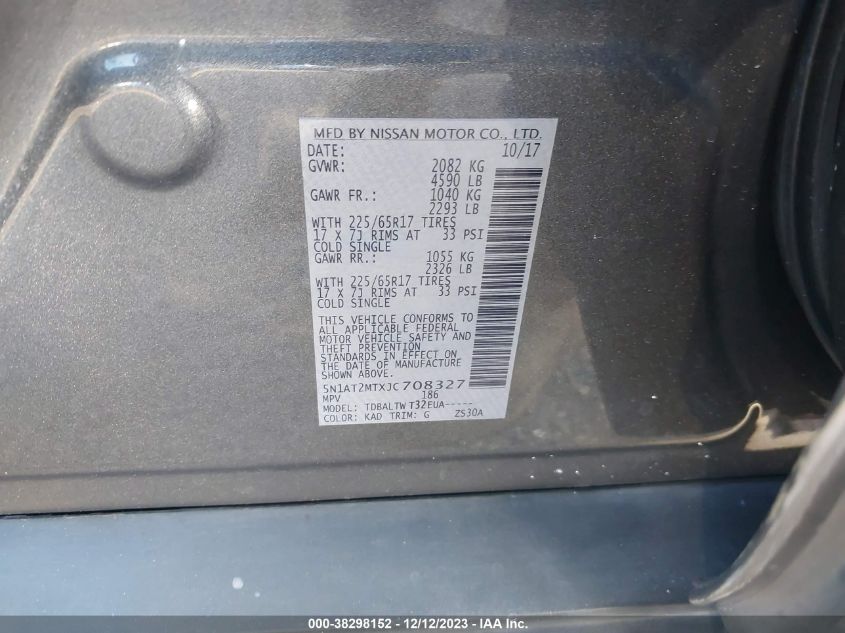 MFD BY NISSAN MOTOR CO., LTD.
DATE: 10/17
GVWR: 2082 KG
4590 LB
GAWR FR.: 1040 KG
2293 LB
WITH 225/65R17 TIRES
17 X 7J RIMS AT 33 PSI
COLD SINGLE
GAWR RR.: 1055 KG
2326 LB
WITH 225/65R17 TIRES
17 X 7J RIMS AT 33 PSI
COLD SINGLE
THIS VEHICLE CONFORMS TO
ALL APPLICABLE FEDERAL
MOTOR VEHICLE SAFETY AND
THEFT PREVENTION
STANDARDS IN EFFECT ON
THE DATE OF MANUFACTURE
SHOWN ABOVE.
5N1AT2MTXJC708327
MPV 186
MODEL: TDBALTW T32EUA-----
COLOR: KAD TRIM: G ZS30A
000-38298152 - 12/12/2023 - IAA Inc.